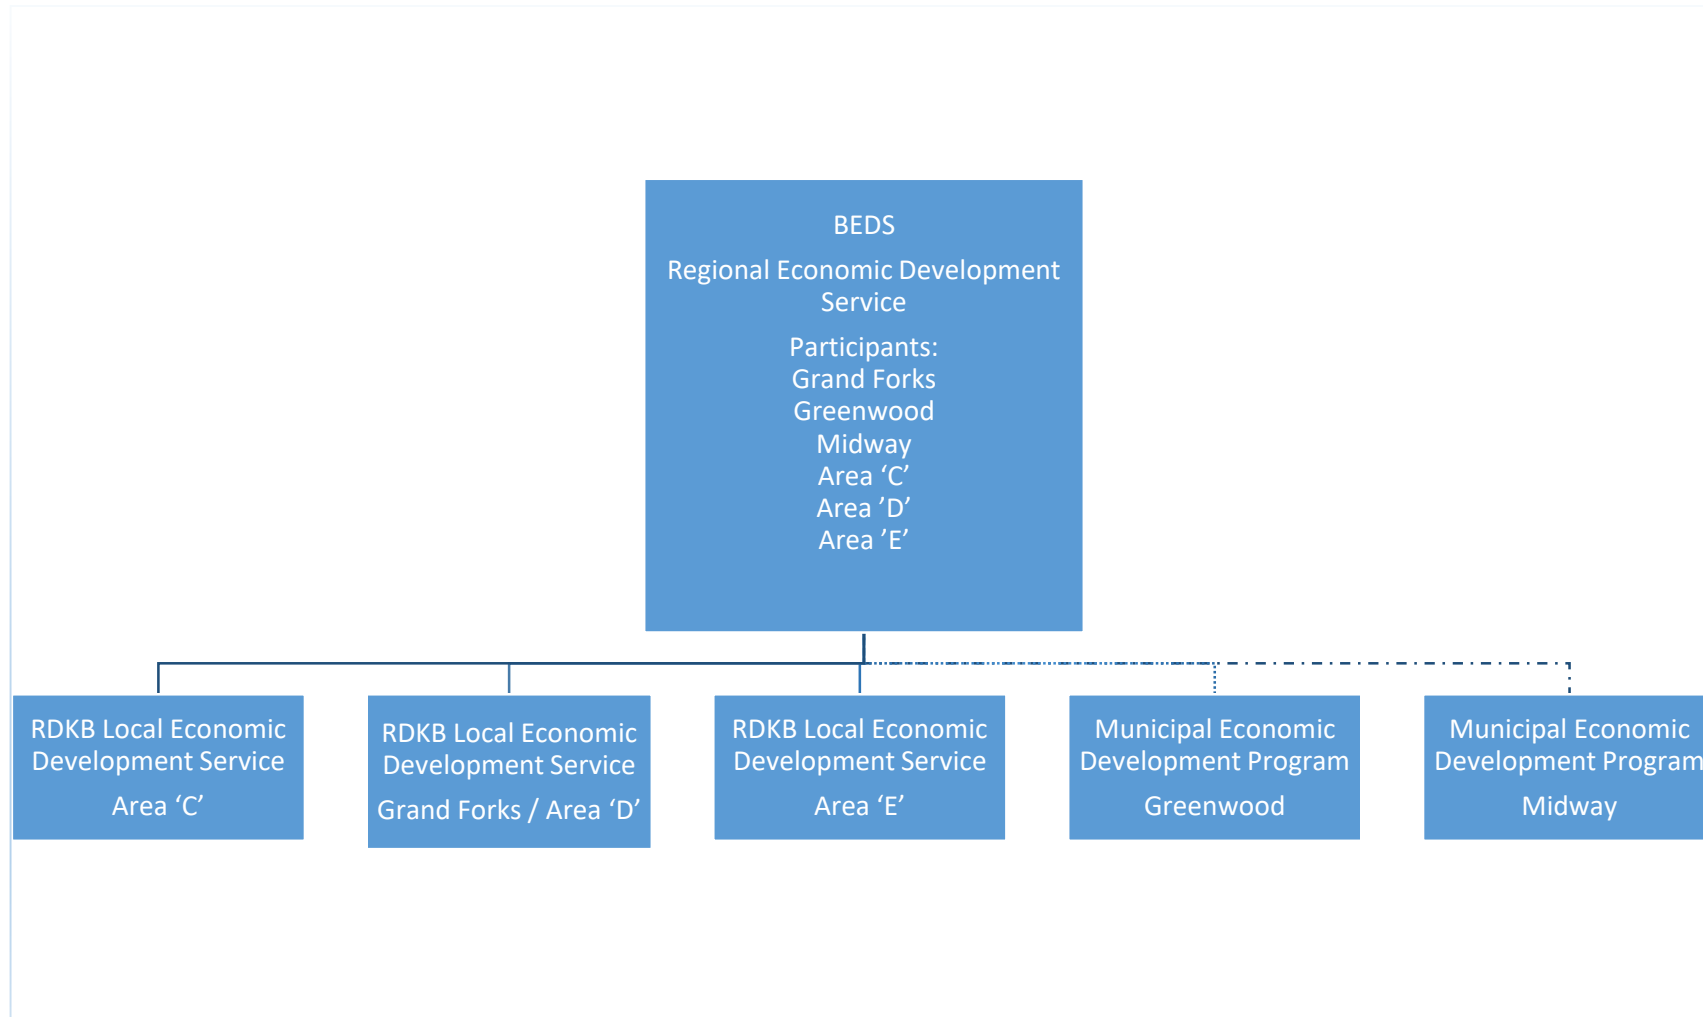 BEDS
Regional Economic Development
Service
Participants:
Grand Forks
Greenwood
Midway
Area ‘C’
Area ’D’
Area ’E’
RDKB Local Economic
Development Service
Area ‘C’
RDKB Local Economic
Development Service
Grand Forks / Area ‘D’
RDKB Local Economic
Development Service
Area ‘E’
Municipal Economic
Development Program
Greenwood
Municipal Economic
Development Program
Midway